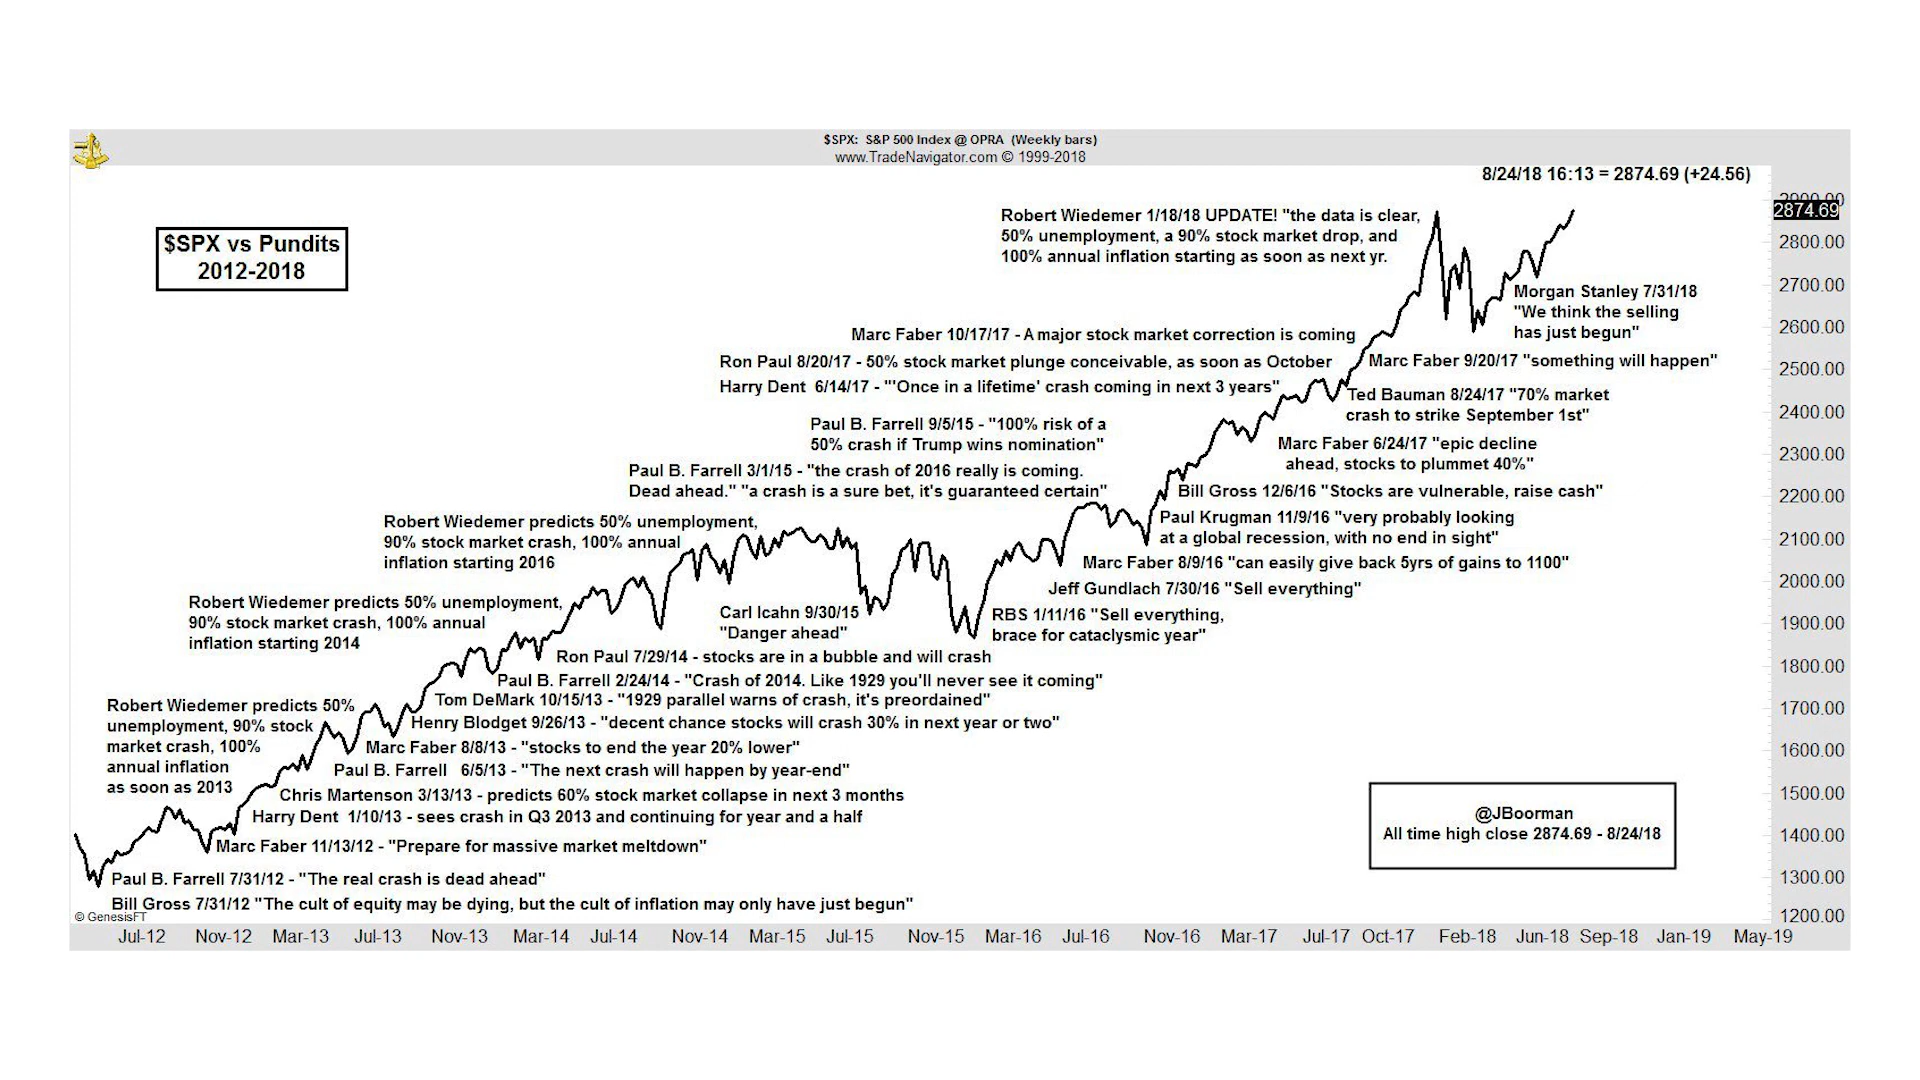 $SPX: S&P 500 Index @ OPRA (Weekly bars)
www.TradeNavigator.com © 1999-2018
8/24/18 16:13 = 2874.69 (+24.56)
$SPX vs Pundits
2012-2018
Robert Wiedemer 1/18/18 UPDATE! "the data is clear,
50% unemployment, a 90% stock market drop, and
100% annual inflation starting as soon as next yr.
Morgan Stanley 7/31/18
"We think the selling
has just begun"
Marc Faber 10/17/17 - A major stock market correction is coming
Ron Paul 8/20/17 - 50% stock market plunge conceivable, as soon as October
Marc Faber 9/20/17 "something will happen"
Harry Dent 6/14/17 - "'Once in a lifetime' crash coming in next 3 years"
Ted Bauman 8/24/17 "70% market
crash to strike September 1st"
Paul B. Farrell 9/5/15 - "100% risk of a
50% crash if Trump wins nomination"
Marc Faber 6/24/17 "epic decline
ahead, stocks to plummet 40%"
Paul B. Farrell 3/1/15 - "the crash of 2016 really is coming.
Dead ahead." "a crash is a sure bet, it's guaranteed certain"
Bill Gross 12/6/16 "Stocks are vulnerable, raise cash"
Robert Wiedemer predicts 50% unemployment,
90% stock market crash, 100% annual
inflation starting 2016
Paul Krugman 11/9/16 "very probably looking
at a global recession, with no end in sight"
Marc Faber 8/9/16 "can easily give back 5yrs of gains to 1100"
Jeff Gundlach 7/30/16 "Sell everything"
Robert Wiedemer predicts 50% unemployment,
90% stock market crash, 100% annual
inflation starting 2014
Carl Icahn 9/30/15
"Danger ahead"
RBS 1/11/16 "Sell everything,
brace for cataclysmic year"
Ron Paul 7/29/14 - stocks are in a bubble and will crash
Paul B. Farrell 2/24/14 - "Crash of 2014. Like 1929 you'll never see it coming"
Tom DeMark 10/15/13 - "1929 parallel warns of crash, it's preordained"
Robert Wiedemer predicts 50%
unemployment, 90% stock
market crash, 100%
annual inflation
as soon as 2013
Henry Blodget 9/26/13 - "decent chance stocks will crash 30% in next year or two"
Marc Faber 8/8/13 - "stocks to end the year 20% lower"
Paul B. Farrell 6/5/13 - "The next crash will happen by year-end"
Chris Martenson 3/13/13 - predicts 60% stock market collapse in next 3 months
Harry Dent 1/10/13 - sees crash in Q3 2013 and continuing for year and a half
Marc Faber 11/13/12 - "Prepare for massive market meltdown"
Paul B. Farrell 7/31/12 - "The real crash is dead ahead"
Bill Gross 7/31/12 "The cult of equity may be dying, but the cult of inflation may only have just begun"
@JBoorman
All time high close 2874.69 - 8/24/18
© GenesisFT
2900.00
2874.69
2800.00
2700.00
2600.00
2500.00
2400.00
2300.00
2200.00
2100.00
2000.00
1900.00
1800.00
1700.00
1600.00
1500.00
1400.00
1300.00
1200.00
Jul-12 Nov-12 Mar-13 Jul-13 Nov-13 Mar-14 Jul-14 Nov-14 Mar-15 Jul-15 Nov-15 Mar-16 Jul-16 Nov-16 Mar-17 Jul-17 Oct-17 Feb-18 Jun-18 Sep-18 Jan-19 May-19